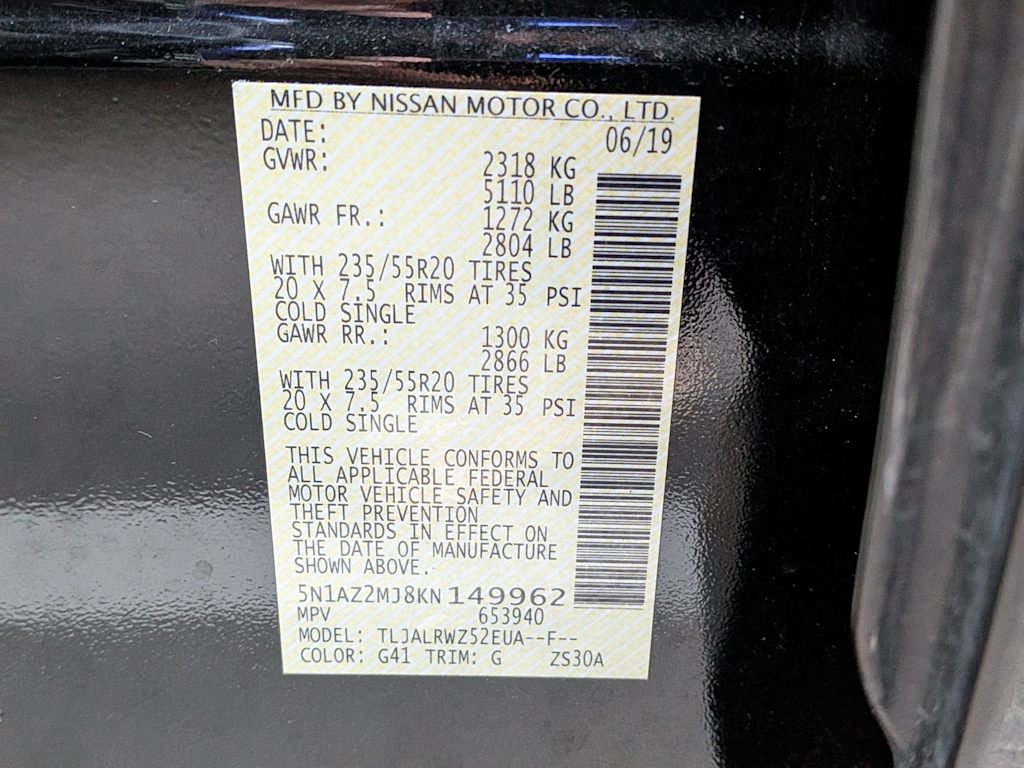 MFD BY NISSAN MOTOR CO., LTD.
DATE: 06/19
GVWR: 2318 KG
5110 LB
GAWR FR.: 1272 KG
2804 LB
WITH 235/55R20 TIRES
20 X 7.5 RIMS AT 35 PSI
COLD SINGLE
GAWR RR.: 1300 KG
2866 LB
WITH 235/55R20 TIRES
20 X 7.5 RIMS AT 35 PSI
COLD SINGLE
THIS VEHICLE CONFORMS TO
ALL APPLICABLE FEDERAL
MOTOR VEHICLE SAFETY AND
THEFT PREVENTION
STANDARDS IN EFFECT ON
THE DATE OF MANUFACTURE
SHOWN ABOVE.
5N1AZ2MJ8KN149962
MPV 653940
MODEL: TLJALRWZ52EUA--F--
COLOR: G41 TRIM: G ZS30A